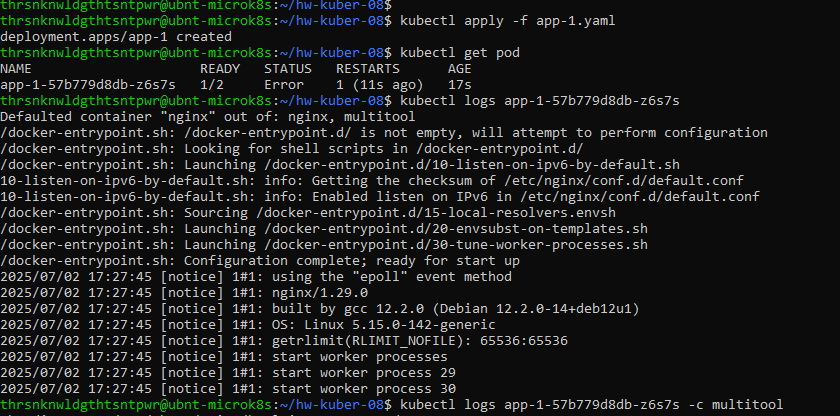 thrsnknwldgthtsntpwr@ubnt-microk8s:~/hw-kuber-08$
thrsnknwldgthtsntpwr@ubnt-microk8s:~/hw-kuber-08$ kubectl apply -f app-1.yaml
deployment.apps/app-1 created
thrsnknwldgthtsntpwr@ubnt-microk8s:~/hw-kuber-08$ kubectl get pod
NAME                     READY   STATUS   RESTARTS      AGE
app-1-57b779d8db-z6s7s   1/2     Error    1 (11s ago)   17s
thrsnknwldgthtsntpwr@ubnt-microk8s:~/hw-kuber-08$ kubectl logs app-1-57b779d8db-z6s7s
Defaulted container "nginx" out of: nginx, multitool
/docker-entrypoint.sh: /docker-entrypoint.d/ is not empty, will attempt to perform configuration
/docker-entrypoint.sh: Looking for shell scripts in /docker-entrypoint.d/
/docker-entrypoint.sh: Launching /docker-entrypoint.d/10-listen-on-ipv6-by-default.sh
10-listen-on-ipv6-by-default.sh: info: Getting the checksum of /etc/nginx/conf.d/default.conf
10-listen-on-ipv6-by-default.sh: info: Enabled listen on IPv6 in /etc/nginx/conf.d/default.conf
/docker-entrypoint.sh: Sourcing /docker-entrypoint.d/15-local-resolvers.envsh
/docker-entrypoint.sh: Launching /docker-entrypoint.d/20-envsubst-on-templates.sh
/docker-entrypoint.sh: Launching /docker-entrypoint.d/30-tune-worker-processes.sh
/docker-entrypoint.sh: Configuration complete; ready for start up
2025/07/02 17:27:45 [notice] 1#1: using the "epoll" event method
2025/07/02 17:27:45 [notice] 1#1: nginx/1.29.0
2025/07/02 17:27:45 [notice] 1#1: built by gcc 12.2.0 (Debian 12.2.0-14+deb12u1)
2025/07/02 17:27:45 [notice] 1#1: OS: Linux 5.15.0-142-generic
2025/07/02 17:27:45 [notice] 1#1: getrlimit(RLIMIT_NOFILE): 65536:65536
2025/07/02 17:27:45 [notice] 1#1: start worker processes
2025/07/02 17:27:45 [notice] 1#1: start worker process 29
2025/07/02 17:27:45 [notice] 1#1: start worker process 30
thrsnknwldgthtsntpwr@ubnt-microk8s:~/hw-kuber-08$ kubectl logs app-1-57b779d8db-z6s7s -c multitool